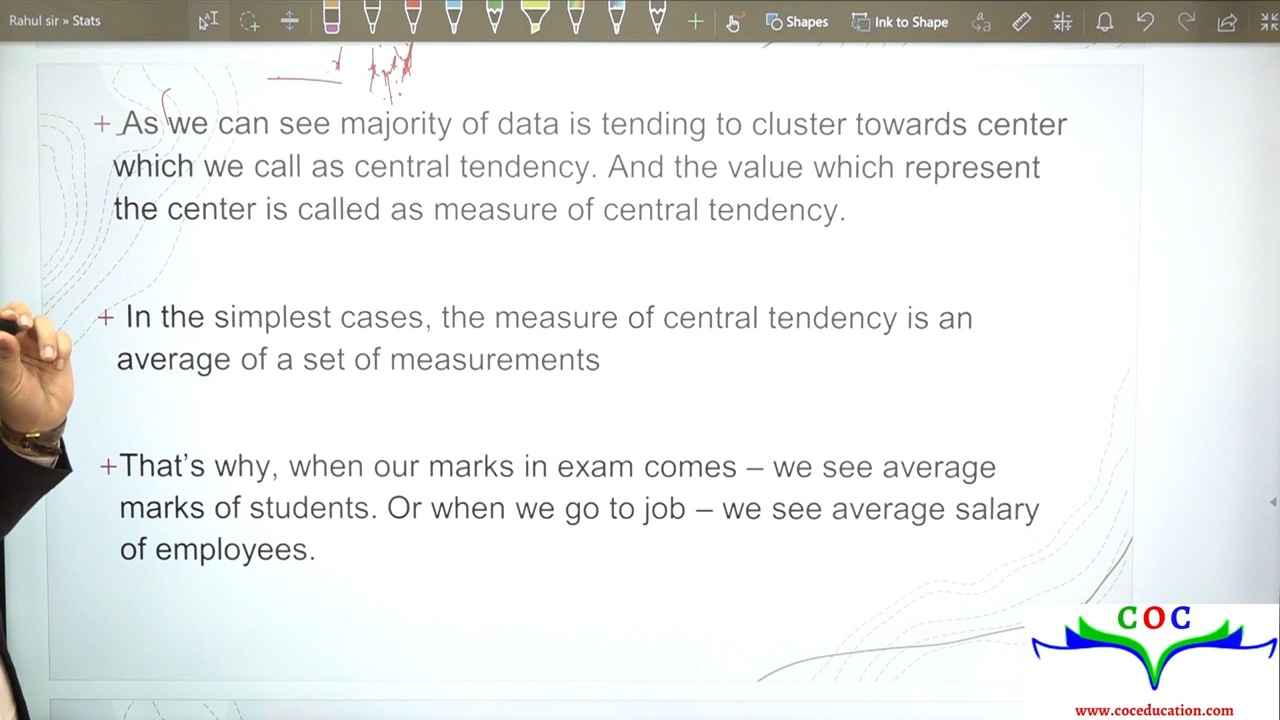 Rahul sir » Stats
Shapes
Ink to Shape
+ As we can see majority of data is tending to cluster towards center
which we call as central tendency. And the value which represent
the center is called as measure of central tendency.
+ In the simplest cases, the measure of central tendency is an
average of a set of measurements
+That's why, when our marks in exam comes – we see average
marks of students. Or when we go to job – we see average salary
of employees.
COC
www.coceducation.com